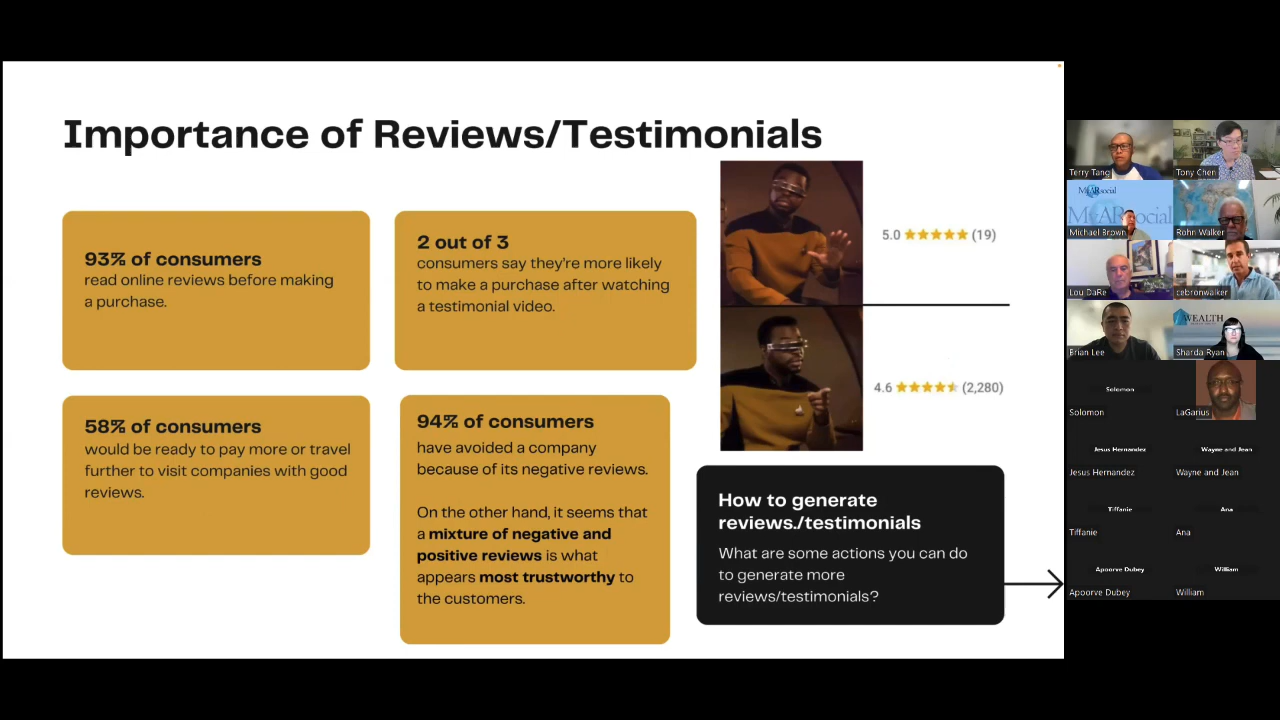 Importance of Reviews/Testimonials
93% of consumers
read online reviews before making
a purchase.
2 out of 3
consumers say they're more likely
to make a purchase after watching
a testimonial video.
5.0 ★★★★★ (19)
4.6 ★★★★★ (2,280)
58% of consumers
would be ready to pay more or travel
further to visit companies with good
reviews.
94% of consumers
have avoided a company
because of its negative reviews.
On the other hand, it seems that
a mixture of negative and
positive reviews is what
appears most trustworthy to
the customers.
How to generate
reviews./testimonials
What are some actions you can do
to generate more
reviews/testimonials?
Terry Tang
Tony Chen
McARsocial
McARsocial
Michael Brown
Rohn Walker
Lou DaRe
cebronwalker
Brian Lee
WEALTH
Sharda Ryan
Solomon
Solomon
LaGarius
Jesus Hernandez
Jesus Hernandez
Wayne and Jean
Wayne and Jean
Tiffanie
Tiffanie
Ana
Ana
Apoorve Dubey
Apoorve Dubey
William
William